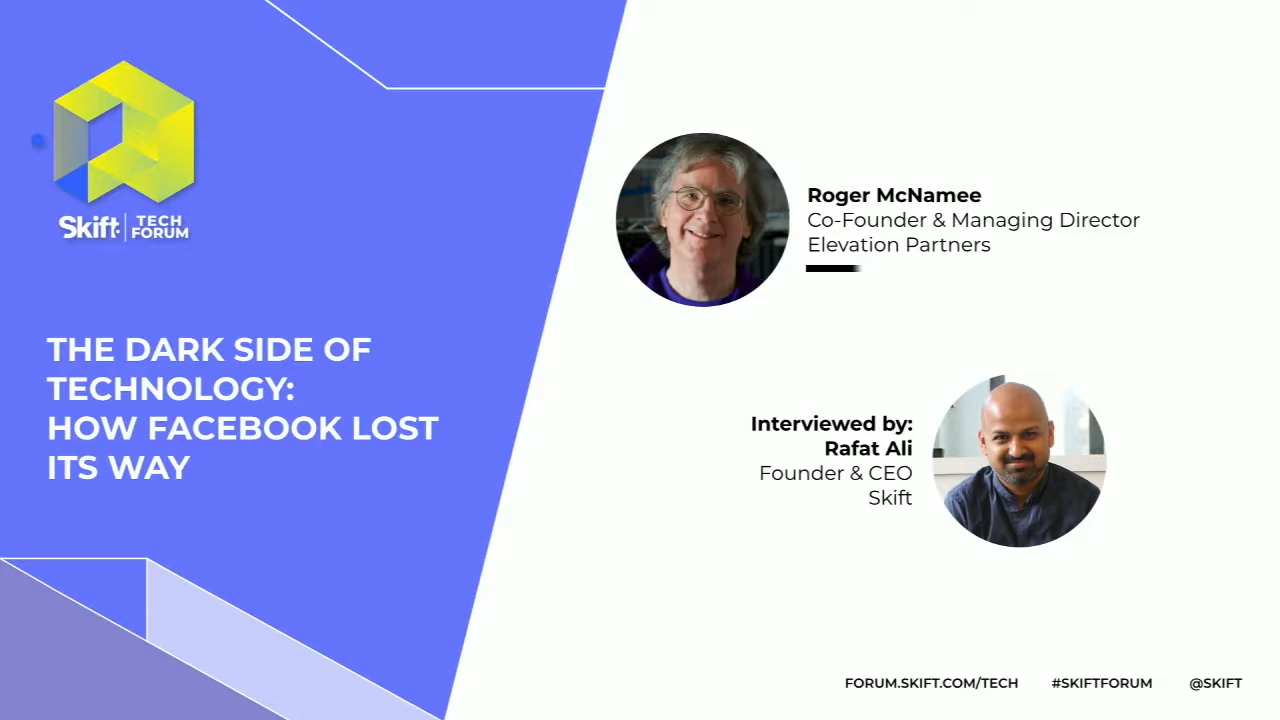 Skift: TECH
FORUM
THE DARK SIDE OF
TECHNOLOGY:
HOW FACEBOOK LOST
ITS WAY
Roger McNamee
Co-Founder & Managing Director
Elevation Partners
Interviewed by:
Rafat Ali
Founder & CEO
Skift
FORUM.SKIFT.COM/TECH #SKIFTFORUM @SKIFT